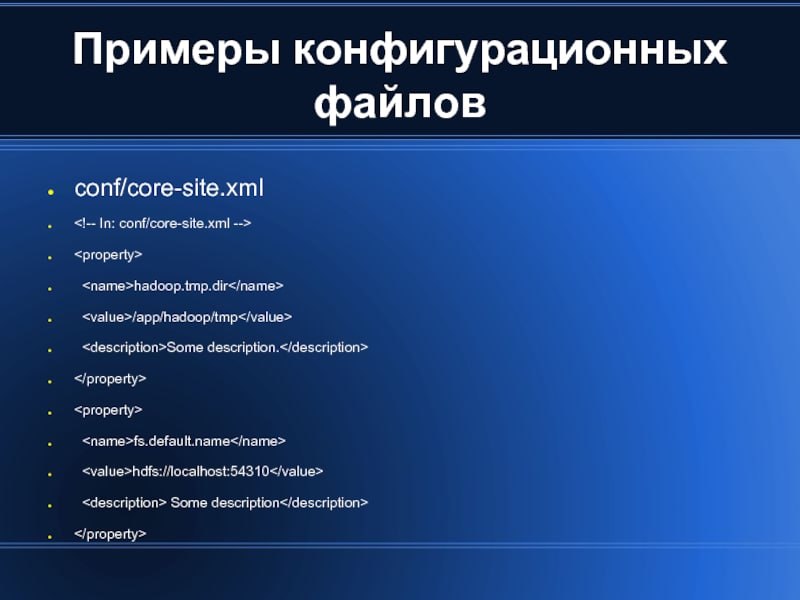 Примеры конфигурационных
файлов
conf/core-site.xml
<!-- In: conf/core-site.xml -->
<property>
<name>hadoop.tmp.dir</name>
<value>/app/hadoop/tmp</value>
<description>Some description.</description>
</property>
<property>
<name>fs.default.name</name>
<value>hdfs://localhost:54310</value>
<description> Some description</description>
</property>